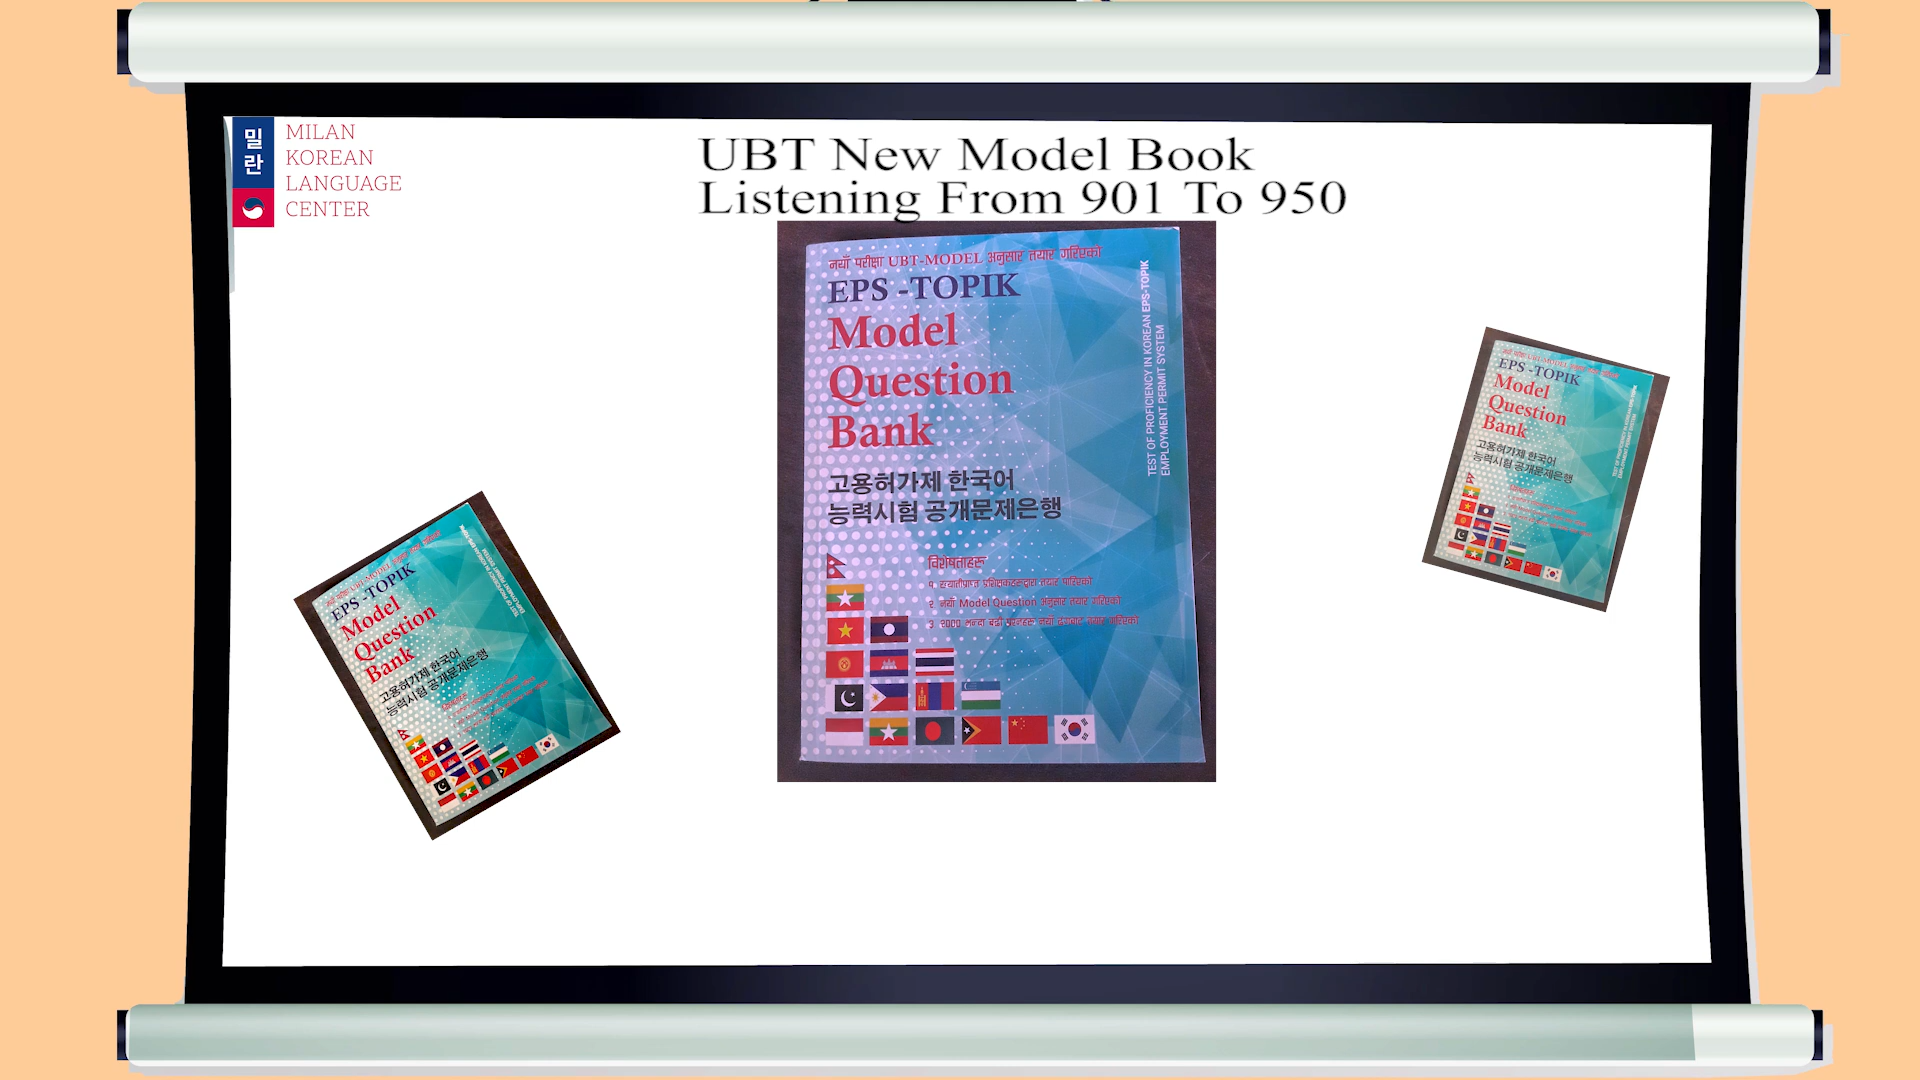 밀
란
MILAN
KOREAN
LANGUAGE
CENTER
UBT New Model Book
Listening From 901 To 950
नयाँ परीक्षा UBT-MODEL अनुसार तयार गरिएको
EPS -TOPIK
Model
Question
Bank
고용허가제 한국어
능력시험 공개문제은행
TEST OF PROFICIENCY IN KOREAN EPS-TOPIK
EMPLOYMENT PERMIT SYSTEM
विशेषताहरू
२. नयाँ Model Question अनुसार तयार गरिएको
EPS -TOPIK
Model
Question
Bank
고용허가제 한국어
능력시험 공개문제은행
EPS -TOPIK
Model
Question
Bank
고용허가제 한국어
능력시험 공개문제은행